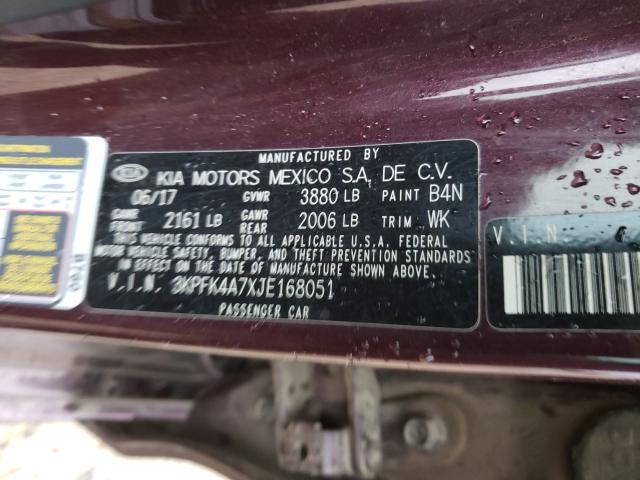 MANUFACTURED BY
KIA KIA MOTORS MEXICO S.A, DE C.V.
06/17 GVWR 3880 LB PAINT B4N
GAWR FRONT 2161 LB GAWR REAR 2006 LB TRIM WK
THIS VEHICLE CONFORMS TO ALL APPLICABLE U.S.A. FEDERAL
MOTOR VEHICLE SAFETY, BUMPER, AND THEFT PREVENTION STANDARDS
IN EFFECT ON THE DATE OF MANUFACTURE SHOWN ABOVE.
V.I.N. 3KPFK4A7XJE168051
PASSENGER CAR
V.I.N.